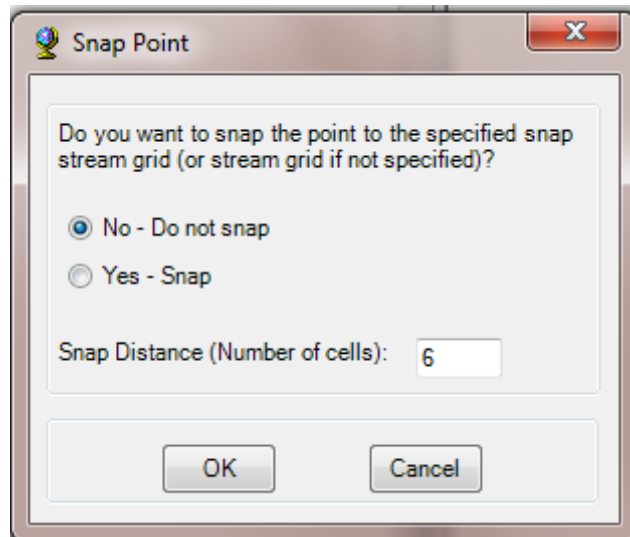 Snap Point
Do you want to snap the point to the specified snap
stream grid (or stream grid if not specified)?
No - Do not snap
Yes - Snap
Snap Distance (Number of cells): 6
OK Cancel